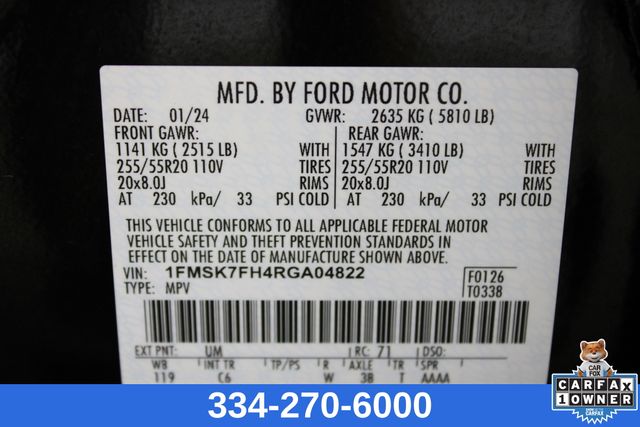 MFD. BY FORD MOTOR CO.
DATE: 01/24 GVWR: 2635 KG ( 5810 LB)
FRONT GAWR: REAR GAWR:
1141 KG ( 2515 LB) WITH 1547 KG ( 3410 LB) WITH
255/55R20 110V TIRES 255/55R20 110V TIRES
20x8.0J RIMS 20x8.0J RIMS
AT 230 kPa/ 33 PSI COLD AT 230 kPa/ 33 PSI COLD
THIS VEHICLE CONFORMS TO ALL APPLICABLE FEDERAL MOTOR
VEHICLE SAFETY AND THEFT PREVENTION STANDARDS IN
EFFECT ON THE DATE OF MANUFACTURE SHOWN ABOVE.
VIN: 1FMSK7FH4RGA04822 F0126
TYPE: MPV T0338
EXT PNT: UM RC: 71 DSO:
WB INT TR TP/PS R AXLE TR SPR
119 C6 W 38 T AAAA
CAR
FOX
CARFAX
1 OWNER
334-270-6000